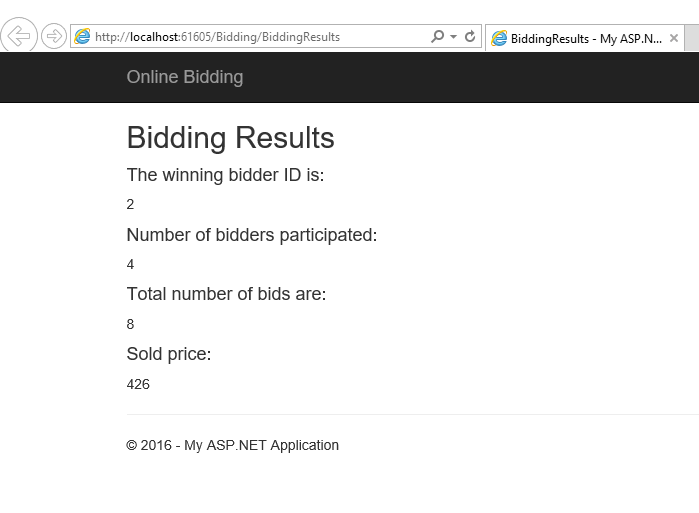 http://localhost:61605/Bidding/BiddingResults
BiddingResults - My ASP.N...
Online Bidding
Bidding Results
The winning bidder ID is:
2
Number of bidders participated:
4
Total number of bids are:
8
Sold price:
426
© 2016 - My ASP.NET Application